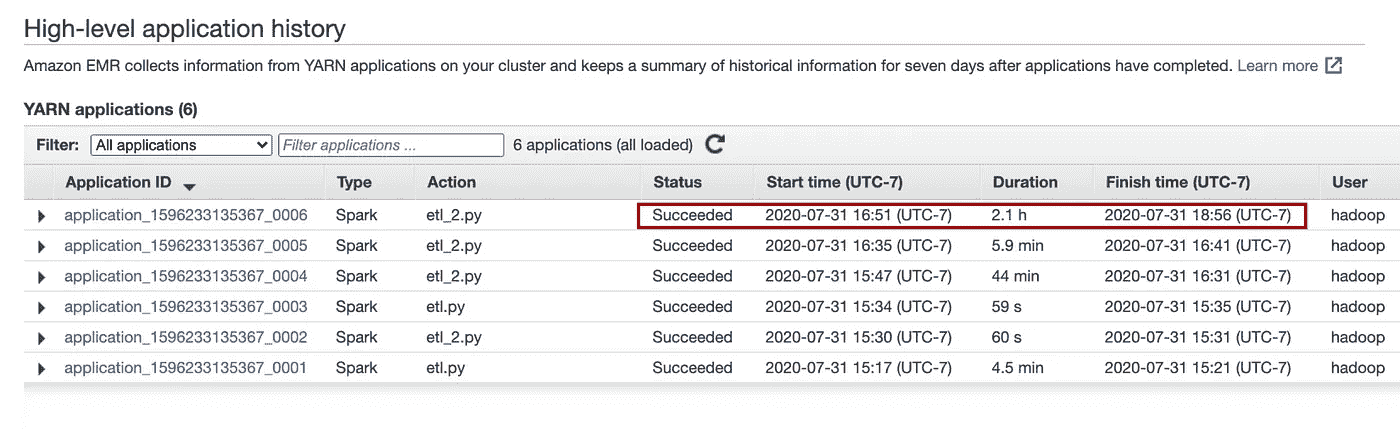 High-level application history
Amazon EMR collects information from YARN applications on your cluster and keeps a summary of historical information for seven days after applications have completed. Learn more
YARN applications (6)
Filter: All applications Filter applications ... 6 applications (all loaded)
Application ID Type Action Status Start time (UTC-7) Duration Finish time (UTC-7) User
application_1596233135367_0006 Spark etl_2.py Succeeded 2020-07-31 16:51 (UTC-7) 2.1 h 2020-07-31 18:56 (UTC-7) hadoop
application_1596233135367_0005 Spark etl_2.py Succeeded 2020-07-31 16:35 (UTC-7) 5.9 min 2020-07-31 16:41 (UTC-7) hadoop
application_1596233135367_0004 Spark etl_2.py Succeeded 2020-07-31 15:47 (UTC-7) 44 min 2020-07-31 16:31 (UTC-7) hadoop
application_1596233135367_0003 Spark etl.py Succeeded 2020-07-31 15:34 (UTC-7) 59 s 2020-07-31 15:35 (UTC-7) hadoop
application_1596233135367_0002 Spark etl_2.py Succeeded 2020-07-31 15:30 (UTC-7) 60 s 2020-07-31 15:31 (UTC-7) hadoop
application_1596233135367_0001 Spark etl.py Succeeded 2020-07-31 15:17 (UTC-7) 4.5 min 2020-07-31 15:21 (UTC-7) hadoop